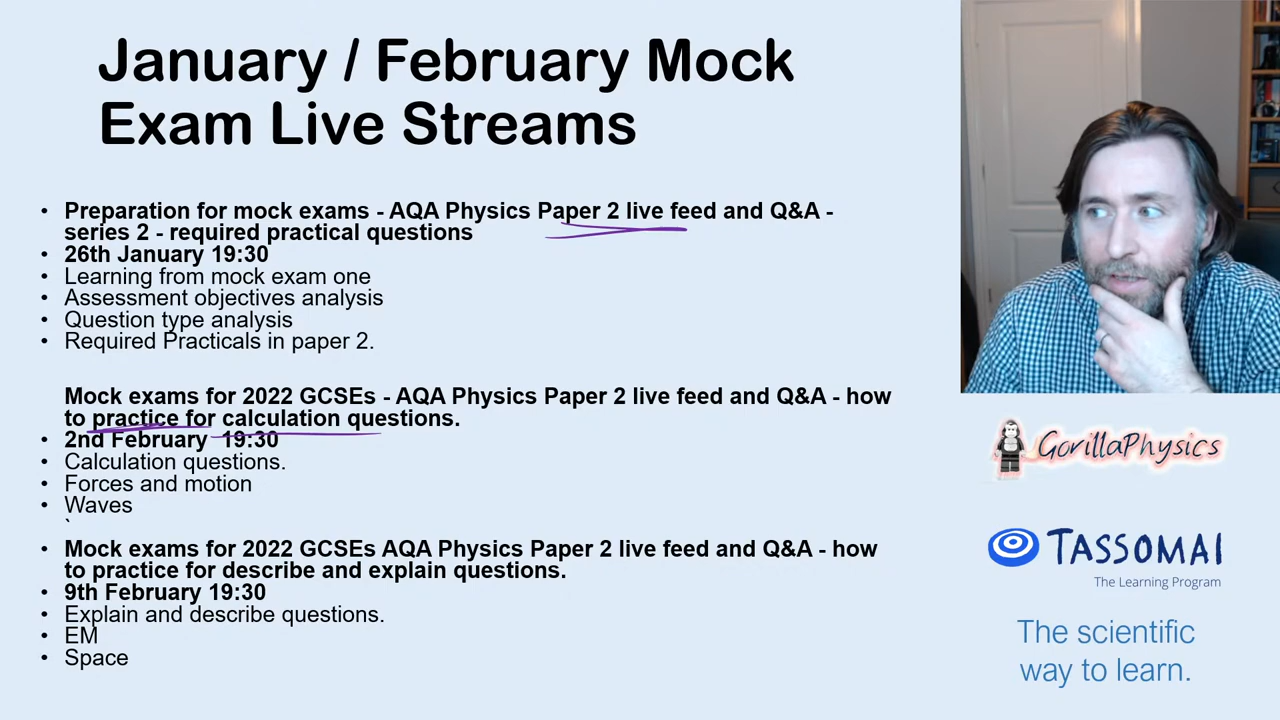 January / February Mock
Exam Live Streams
• Preparation for mock exams - AQA Physics Paper 2 live feed and Q&A -
series 2 - required practical questions
• 26th January 19:30
• Learning from mock exam one
• Assessment objectives analysis
• Question type analysis
• Required Practicals in paper 2.
Mock exams for 2022 GCSEs - AQA Physics Paper 2 live feed and Q&A - how
to practice for calculation questions.
• 2nd February 19:30
• Calculation questions.
• Forces and motion
• Waves
`
• Mock exams for 2022 GCSEs AQA Physics Paper 2 live feed and Q&A - how
to practice for describe and explain questions.
• 9th February 19:30
• Explain and describe questions.
• EM
• Space
GorillaPhysics
TASSOMAI
The Learning Program
The scientific
way to learn.